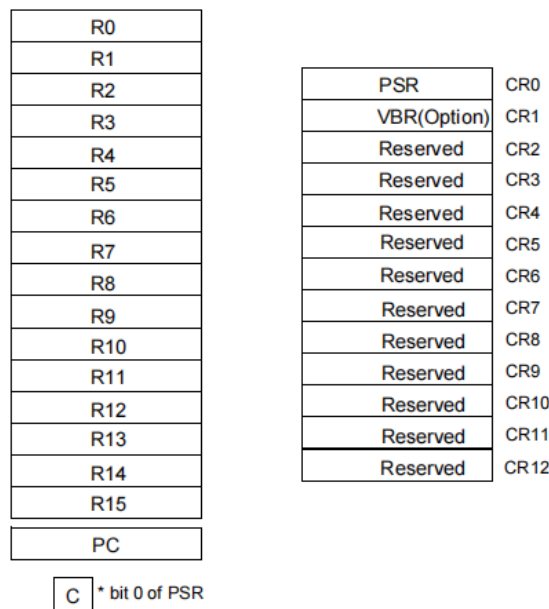 R0
R1
R2
R3
R4
R5
R6
R7
R8
R9
R10
R11
R12
R13
R14
R15
PC
C * bit 0 of PSR
PSR CR0
VBR(Option) CR1
Reserved CR2
Reserved CR3
Reserved CR4
Reserved CR5
Reserved CR6
Reserved CR7
Reserved CR8
Reserved CR9
Reserved CR10
Reserved CR11
Reserved CR12